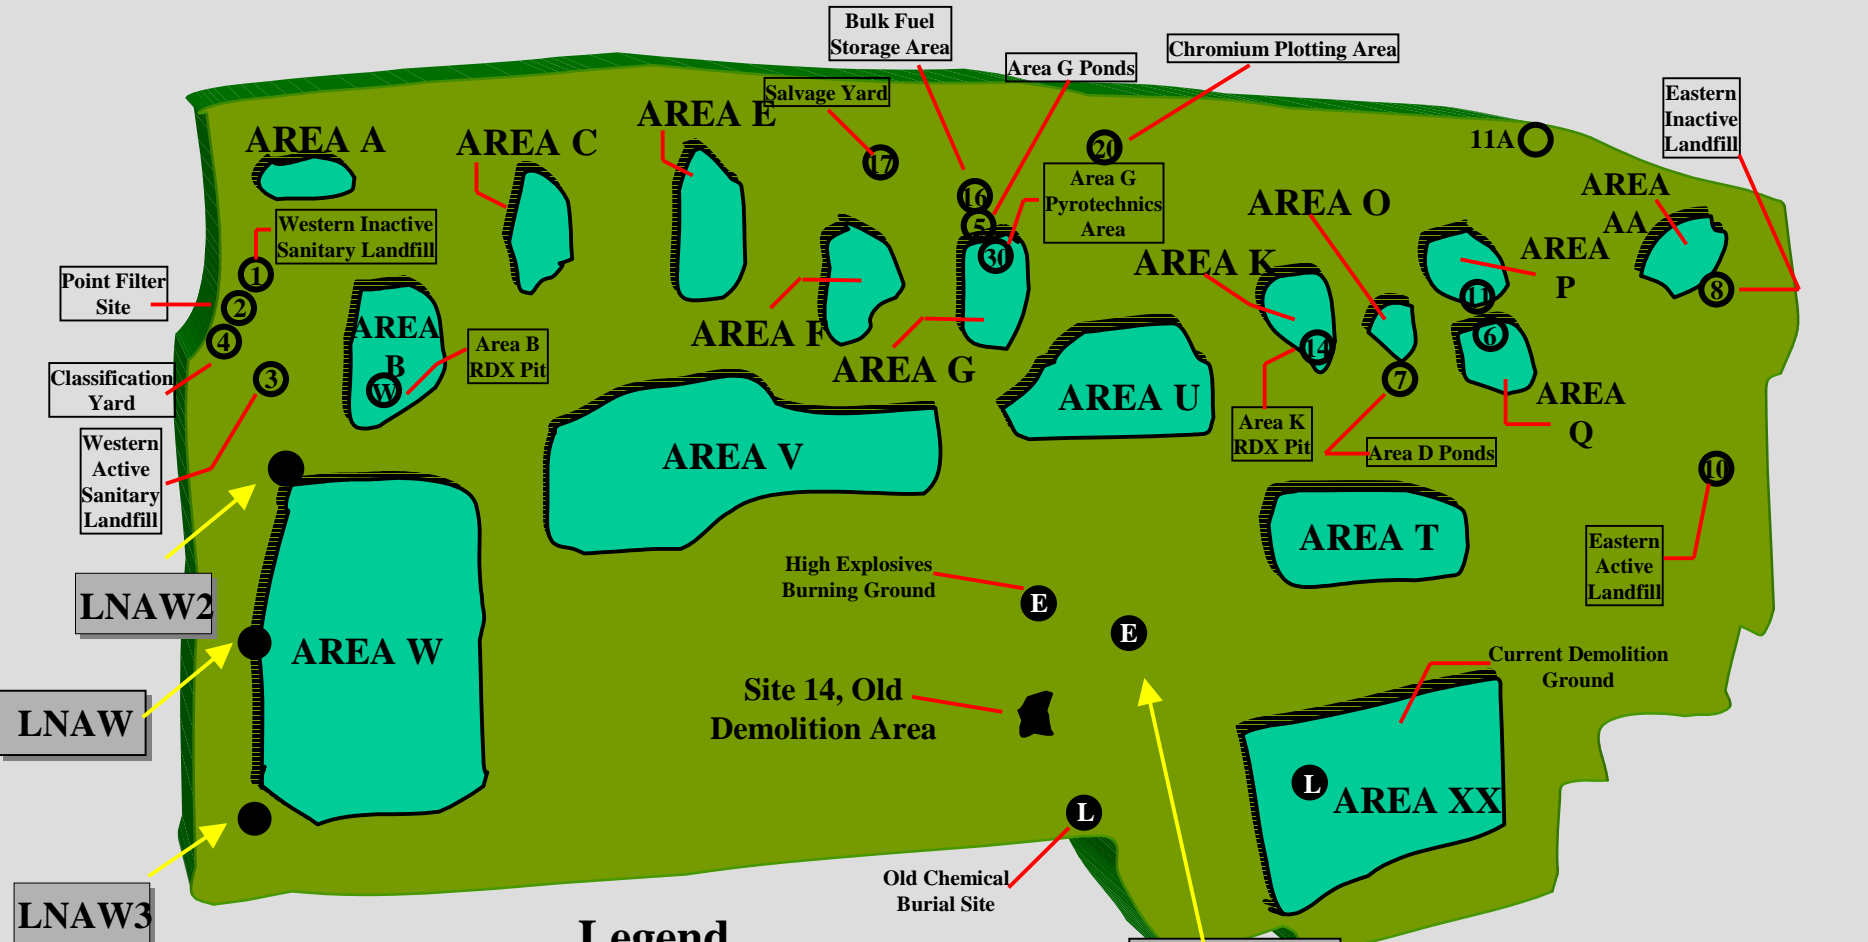 Bulk Fuel
Storage Area
Chromium Plotting Area
Area G Ponds
Salvage Yard
Eastern
Inactive
Landfill
AREA E
AREA A
AREA C
11A
20
17
Area G
Pyrotechnics
Area
16
5
30
AREA
AA
AREA O
Western Inactive
Sanitary Landfill
AREA K
AREA
P
Point Filter
Site
1
2
4
3
8
11
6
AREA
B
W
Area B
RDX Pit
AREA F
AREA G
14
7
Classification
Yard
AREA U
AREA
Q
Area K
RDX Pit
Area D Ponds
Western
Active
Sanitary
Landfill
AREA V
10
AREA T
Eastern
Active
Landfill
High Explosives
Burning Ground
E
E
LNAW2
AREA W
Current Demolition
Ground
LNAW
Site 14, Old
Demolition Area
L
AREA XX
L
Old Chemical
Burial Site
LNAW3
Legend